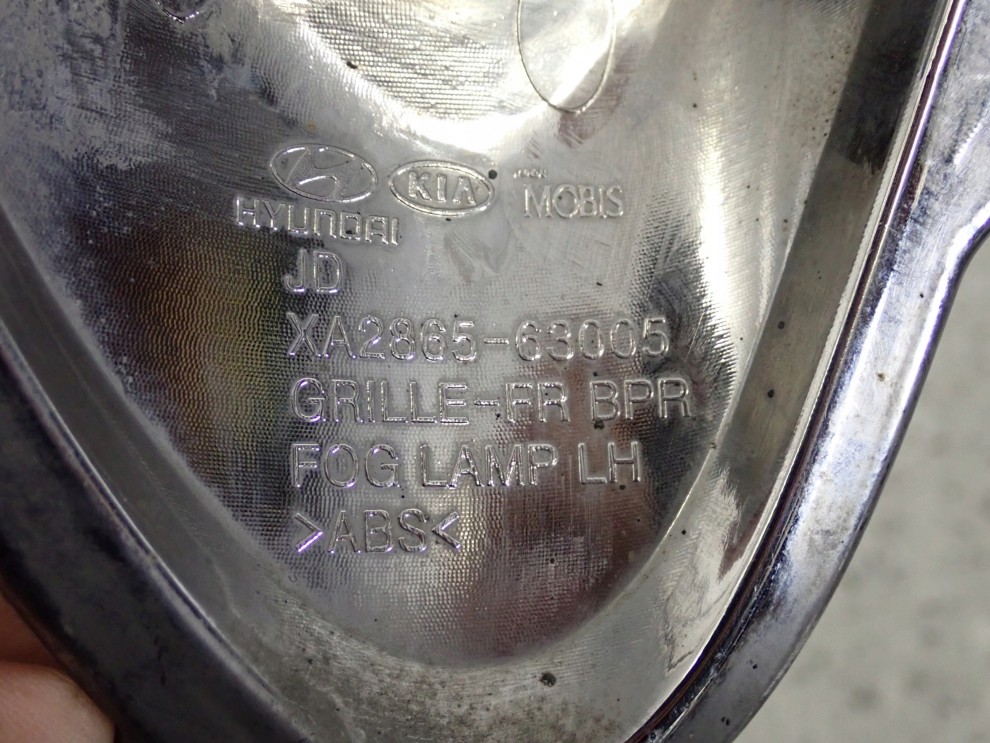 KIA MOBIS
HYUNDAI
JD
XA2865-63005
GRILLE-FR BPR
FOG LAMP LH
>ABS<